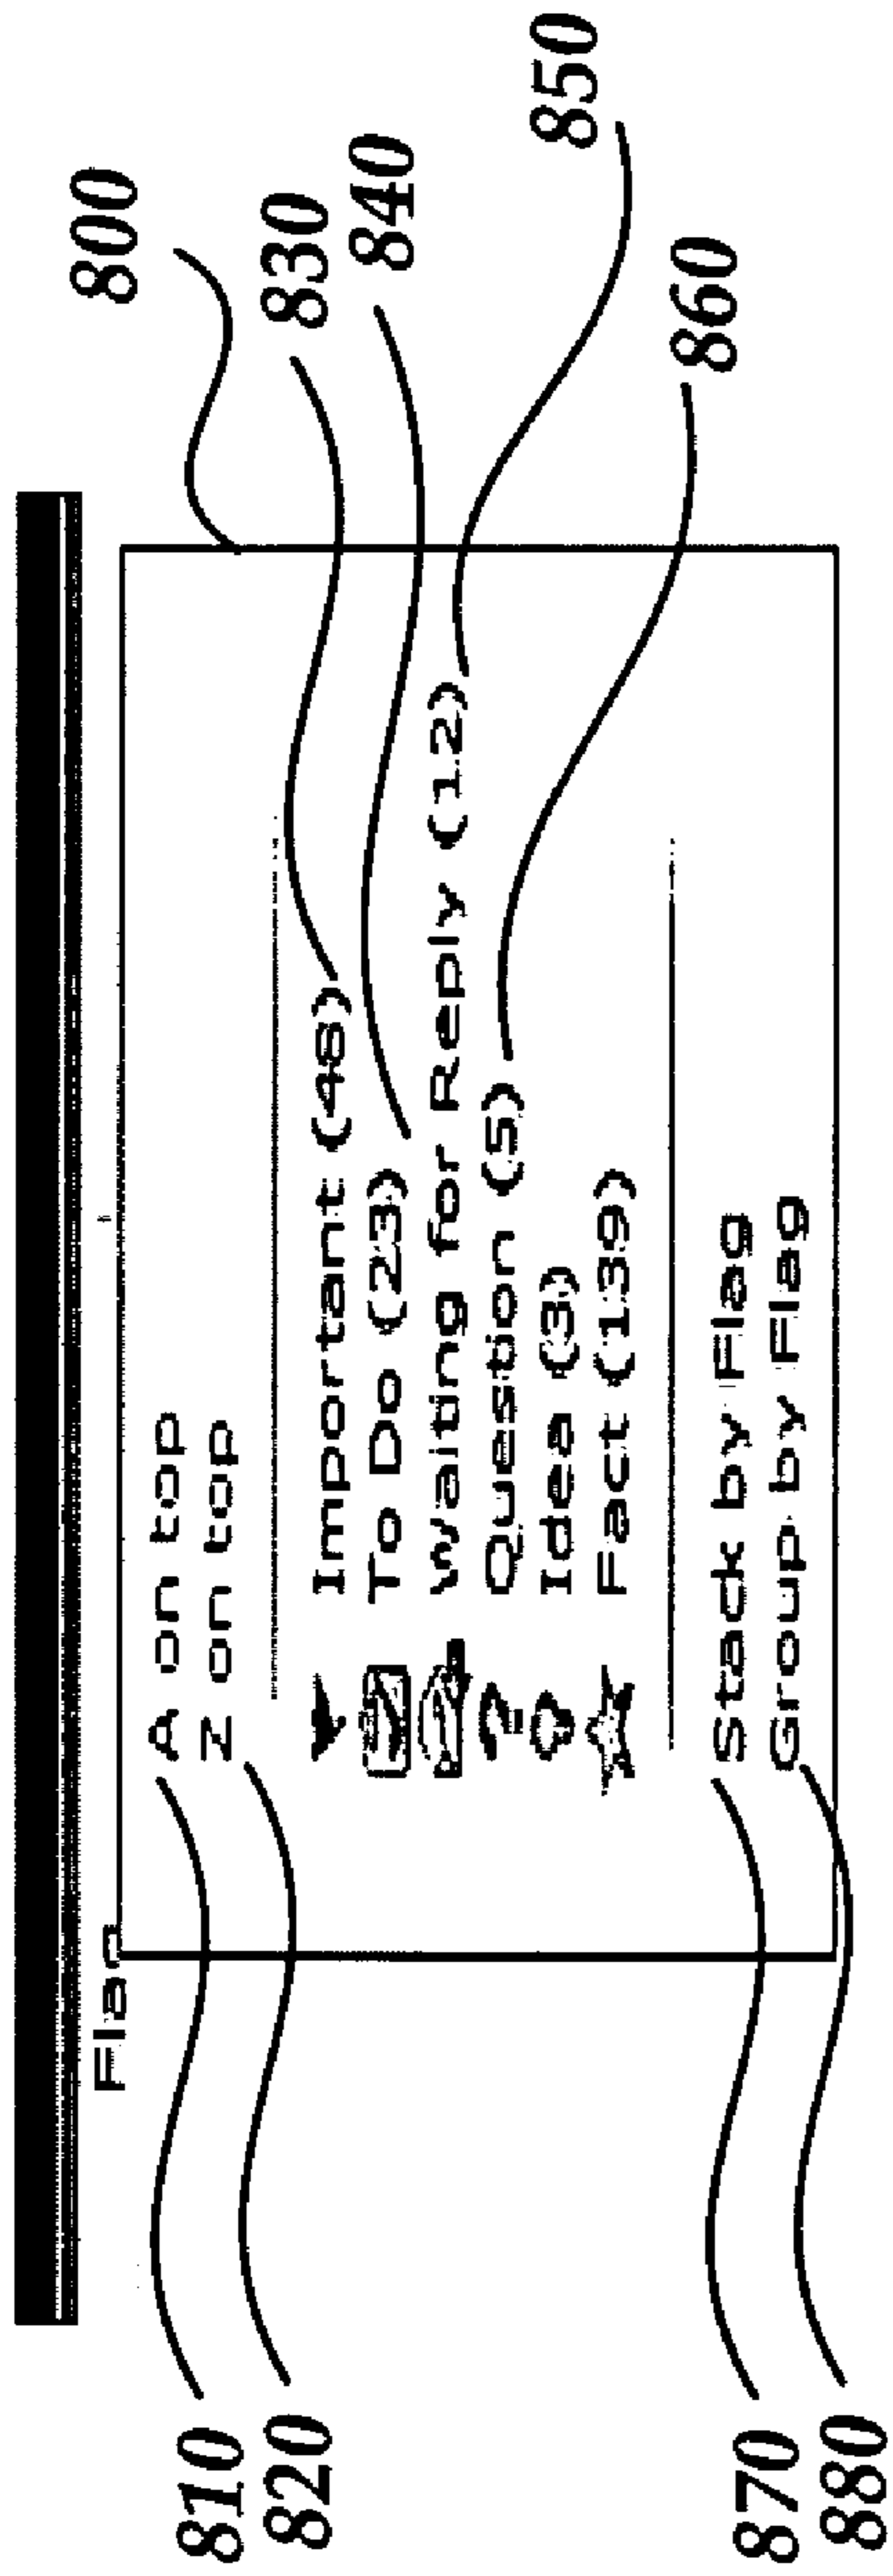 800
830
840
850
860
Flag
A on top
Z on top
Important (48)
To Do (23)
Waiting for Reply (12)
Question (5)
Idea (3)
Fact (139)
Stack by Flag
Group by Flag
810
820
870
880